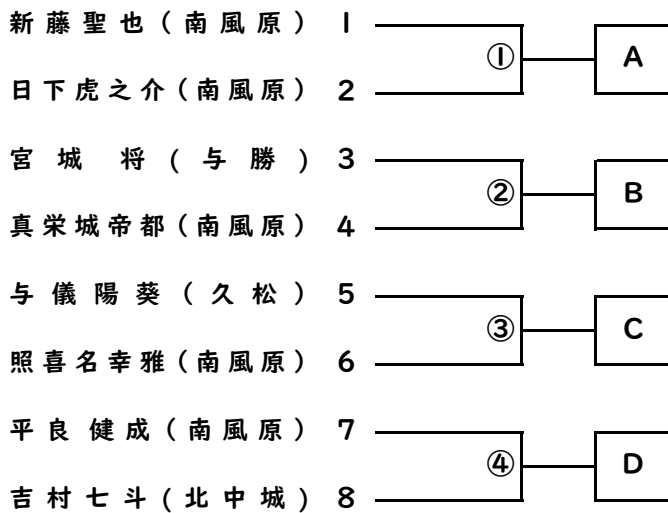 新藤聖也(南風原) 1
① A
日下虎之介(南風原) 2
宮城 将(与勝) 3
② B
真栄城帝都(南風原) 4
与儀陽葵(久松) 5
③ C
照喜名幸雅(南風原) 6
平良健成(南風原) 7
④ D
吉村七斗(北中城) 8